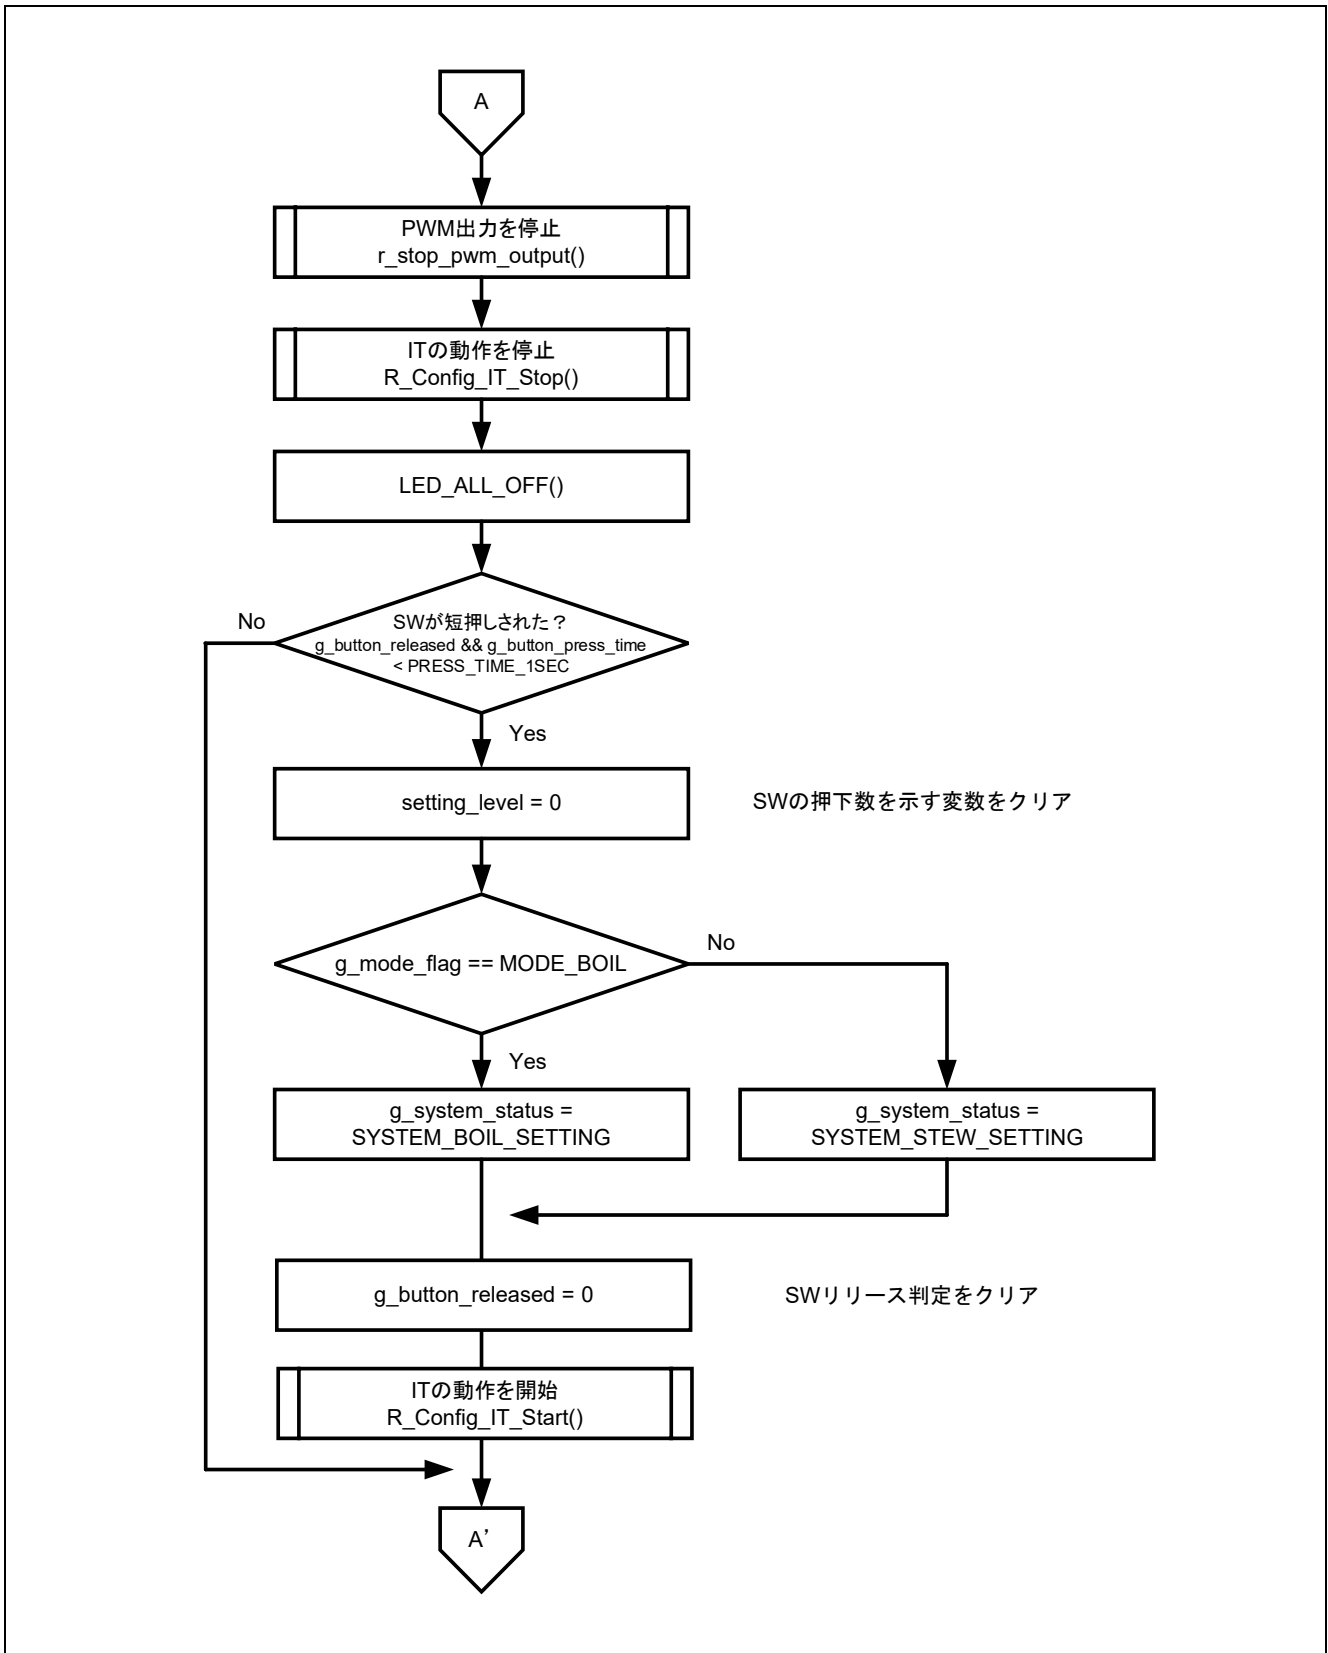 A
PWM出力を停止
r_stop_pwm_output()
ITの動作を停止
R_Config_IT_Stop()
LED_ALL_OFF()
No
SWが短押しされた？
g_button_released && g_button_press_time
< PRESS_TIME_1SEC
Yes
setting_level = 0
SWの押下数を示す変数をクリア
No
g_mode_flag == MODE_BOIL
Yes
g_system_status =
SYSTEM_BOIL_SETTING
g_system_status =
SYSTEM_STEW_SETTING
g_button_released = 0
SWリリース判定をクリア
ITの動作を開始
R_Config_IT_Start()
A’